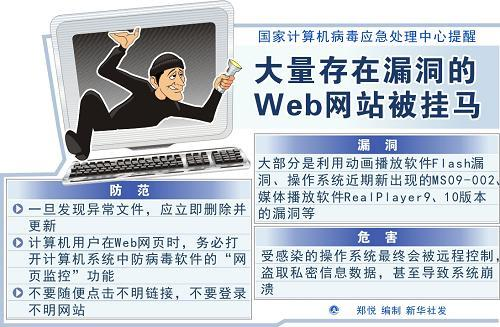 国家计算机病毒应急处理中心提醒
大量存在漏洞的
Web网站被挂马
漏 洞
大部分是利用动画播放软件Flash漏
洞、操作系统近期新出现的MS09-002、
媒体播放软件RealPlayer9、10版本
的漏洞等
危 害
受感染的操作系统最终会被远程控制,
盗取私密信息数据，甚至导致系统崩
溃
防 范
一旦发现异常文件，应立即删除并
更新
计算机用户在Web网页时，务必打
开计算机系统中防病毒软件的“网
页监控”功能
不要随便点击不明链接，不要登录
不明网站
郑悦 编制 新华社发